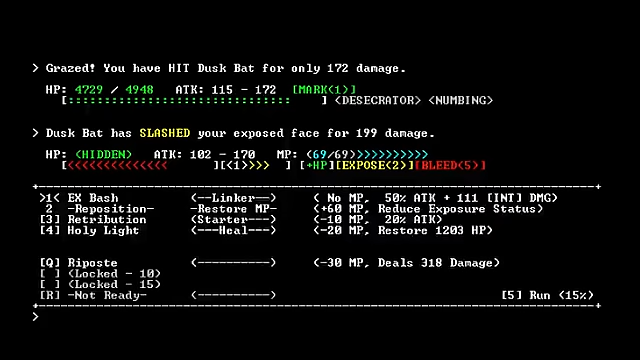 > Grazed! You have HIT Dusk Bat for only 172 damage.
HP: 4729 / 4948 ATK: 115 - 172 [MARK(1)]
[:::::::::::::::::::::::::::::::: ] <DESECRATOR> <NUMBING>
> Dusk Bat has SLASHED your exposed face for 199 damage.
HP: (HIDDEN) ATK: 102 - 170 MP: (69/69)>>>>>>>>>>>
[<<<<<<<<<<<<<<< ][<1>>>>> ] [+HP][EXPOSE(2)][BLEED(5)]
>1< EX Bash (--Linker--) ( No MP, 50% ATK + 111 [INT] DMG)
2 -Reposition- -Restore MP- (+60 MP, Reduce Exposure Status)
[3] Retribution (Starter---) (-10 MP, 20% ATK)
[4] Holy Light (---Heal---) (-20 MP, Restore 1203 HP)
[Q] Riposte (----------) (-30 MP, Deals 318 Damage)
[ ] (Locked - 10)
[ ] (Locked - 15)
[R] -Not Ready- (----------) [5] Run (15%)
>